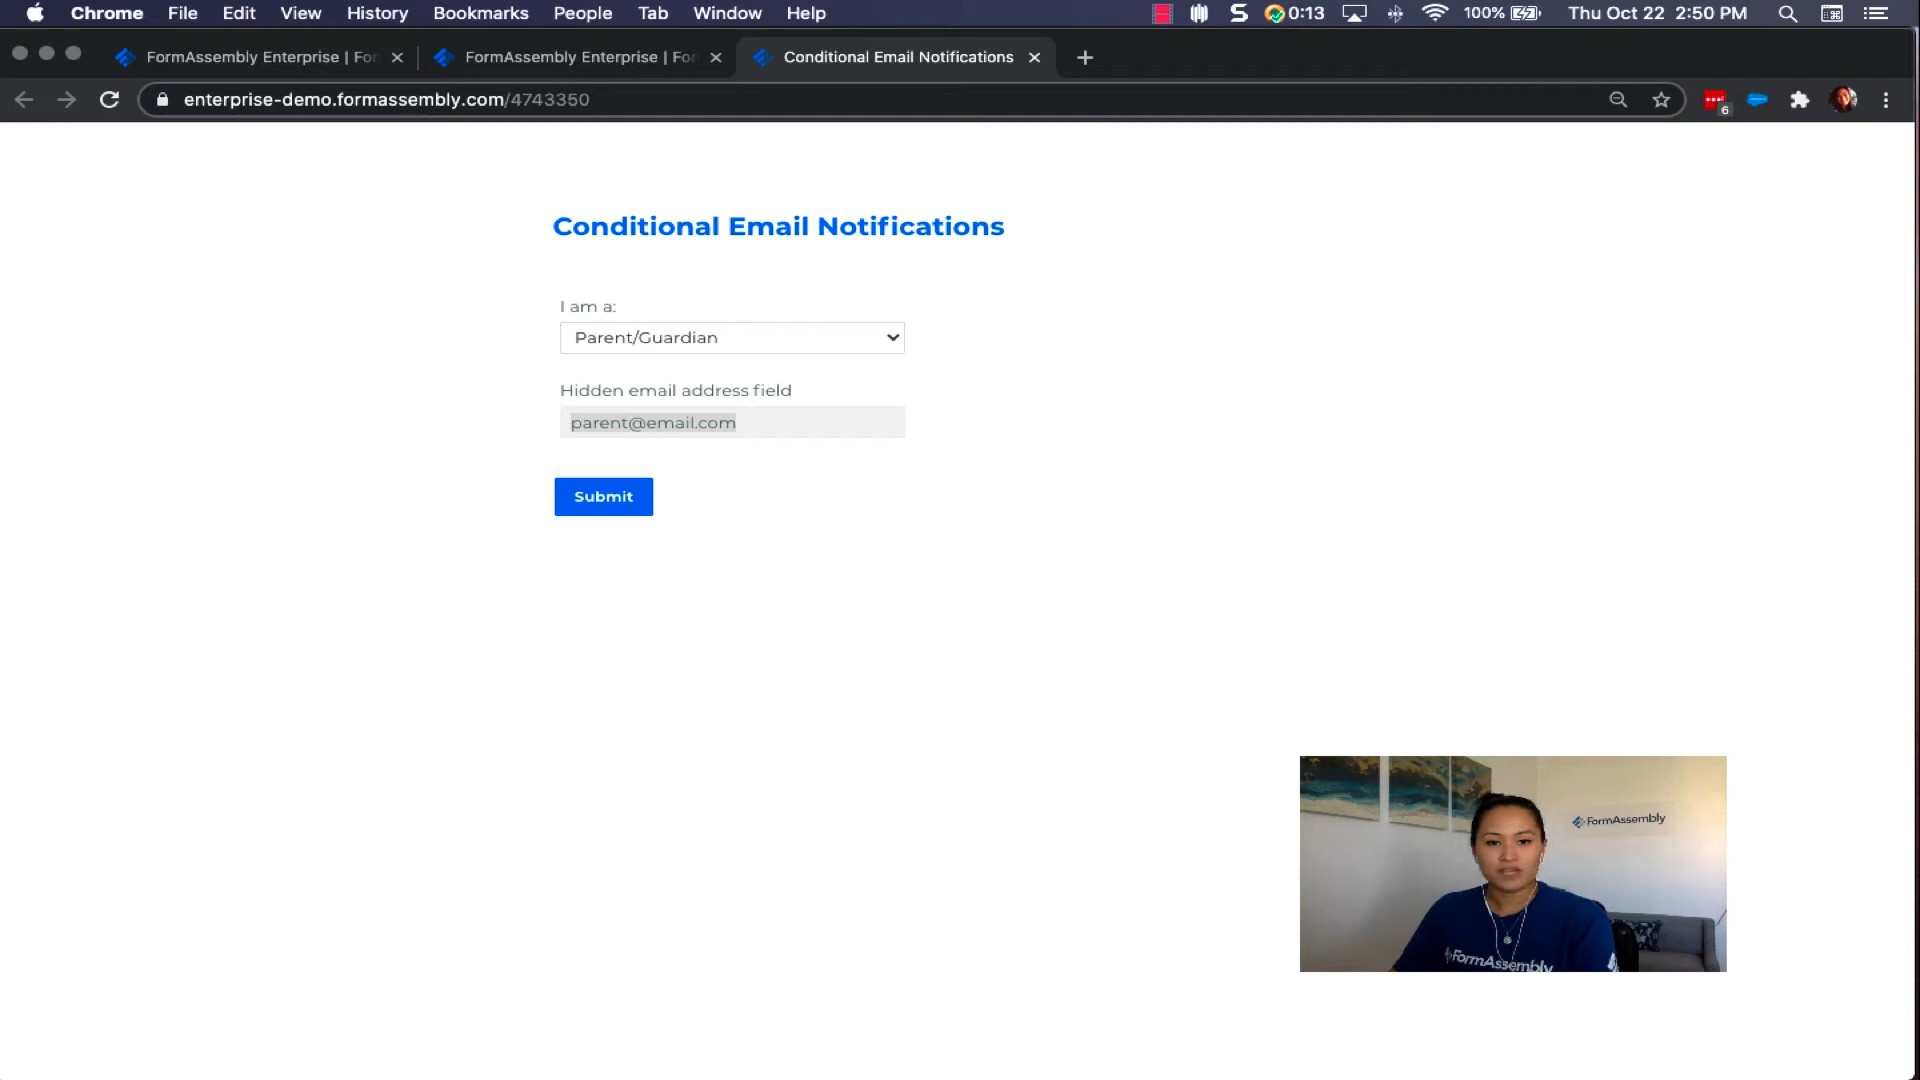 Chrome File Edit View History Bookmarks People Tab Window Help S 0:13 100% Thu Oct 22 2:50 PM
FormAssembly Enterprise | For FormAssembly Enterprise | For Conditional Email Notifications
enterprise-demo.formassembly.com/4743350 6
Conditional Email Notifications
I am a:
Parent/Guardian
Hidden email address field
parent@email.com
Submit
FormAssembly
FormAssembly